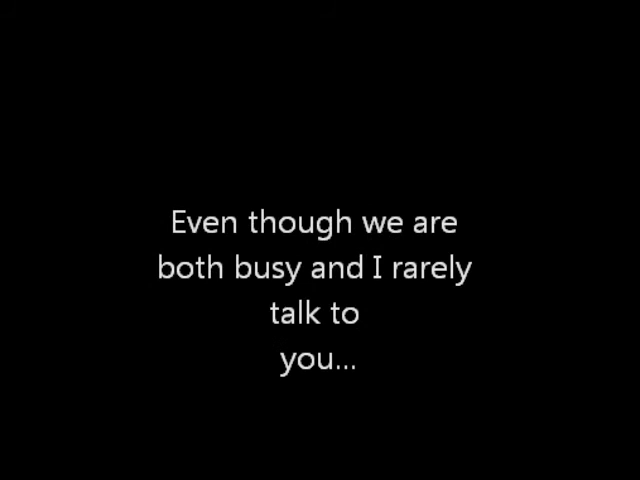 Even though we are
both busy and I rarely
talk to
you...